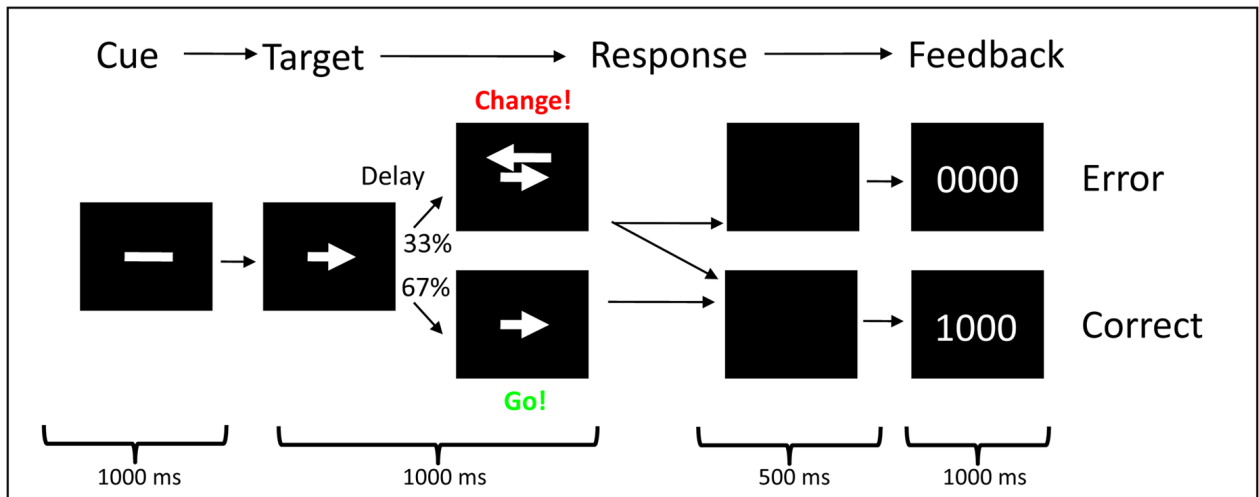 Cue Target Response Feedback
Change!
Delay
0000 Error
33%
67%
1000 Correct
Go!
1000 ms 1000 ms 500 ms 1000 ms